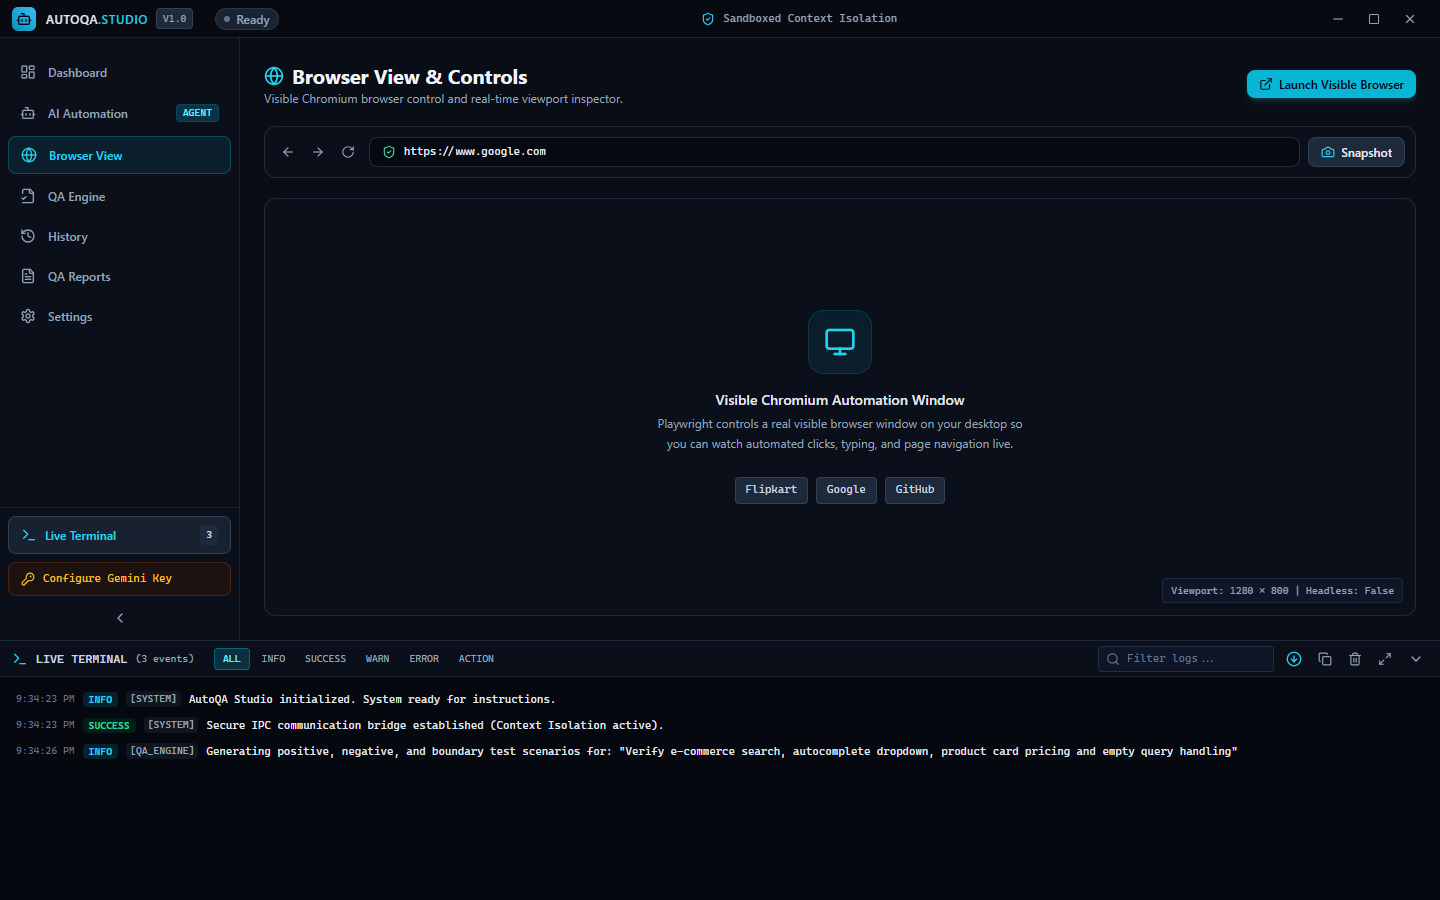 AUTOQA.STUDIO V1.0 Ready Sandboxed Context Isolation
Dashboard
AI Automation AGENT
Browser View
QA Engine
History
QA Reports
Settings
Live Terminal 3
Configure Gemini Key
Browser View & Controls
Visible Chromium browser control and real-time viewport inspector.
Launch Visible Browser
https://www.google.com Snapshot
Visible Chromium Automation Window
Playwright controls a real visible browser window on your desktop so
you can watch automated clicks, typing, and page navigation live.
Flipkart Google GitHub
Viewport: 1280 × 800 | Headless: False
LIVE TERMINAL (3 events) ALL INFO SUCCESS WARN ERROR ACTION Filter logs...
9:34:23 PM INFO [SYSTEM] AutoQA Studio initialized. System ready for instructions.
9:34:23 PM SUCCESS [SYSTEM] Secure IPC communication bridge established (Context Isolation active).
9:34:26 PM INFO [QA_ENGINE] Generating positive, negative, and boundary test scenarios for: "Verify e-commerce search, autocomplete dropdown, product card pricing and empty query handling"